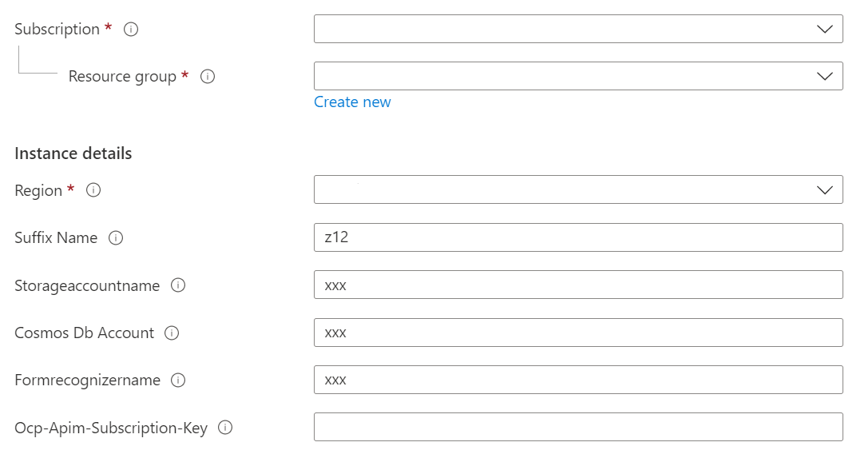 Subscription *
Resource group *
Create new
Instance details
Region *
Suffix Name z12
Storageaccountname xxx
Cosmos Db Account xxx
Formrecognizername xxx
Ocp-Apim-Subscription-Key